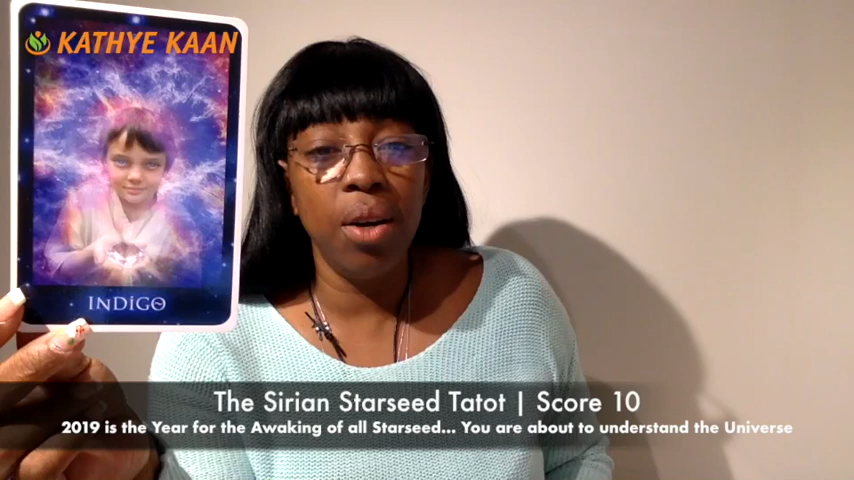 KATHYE KAAN
INDIGO
The Sirian Starseed Tatot | Score 10
2019 is the Year for the Awaking of all Starseed... You are about to understand the Universe